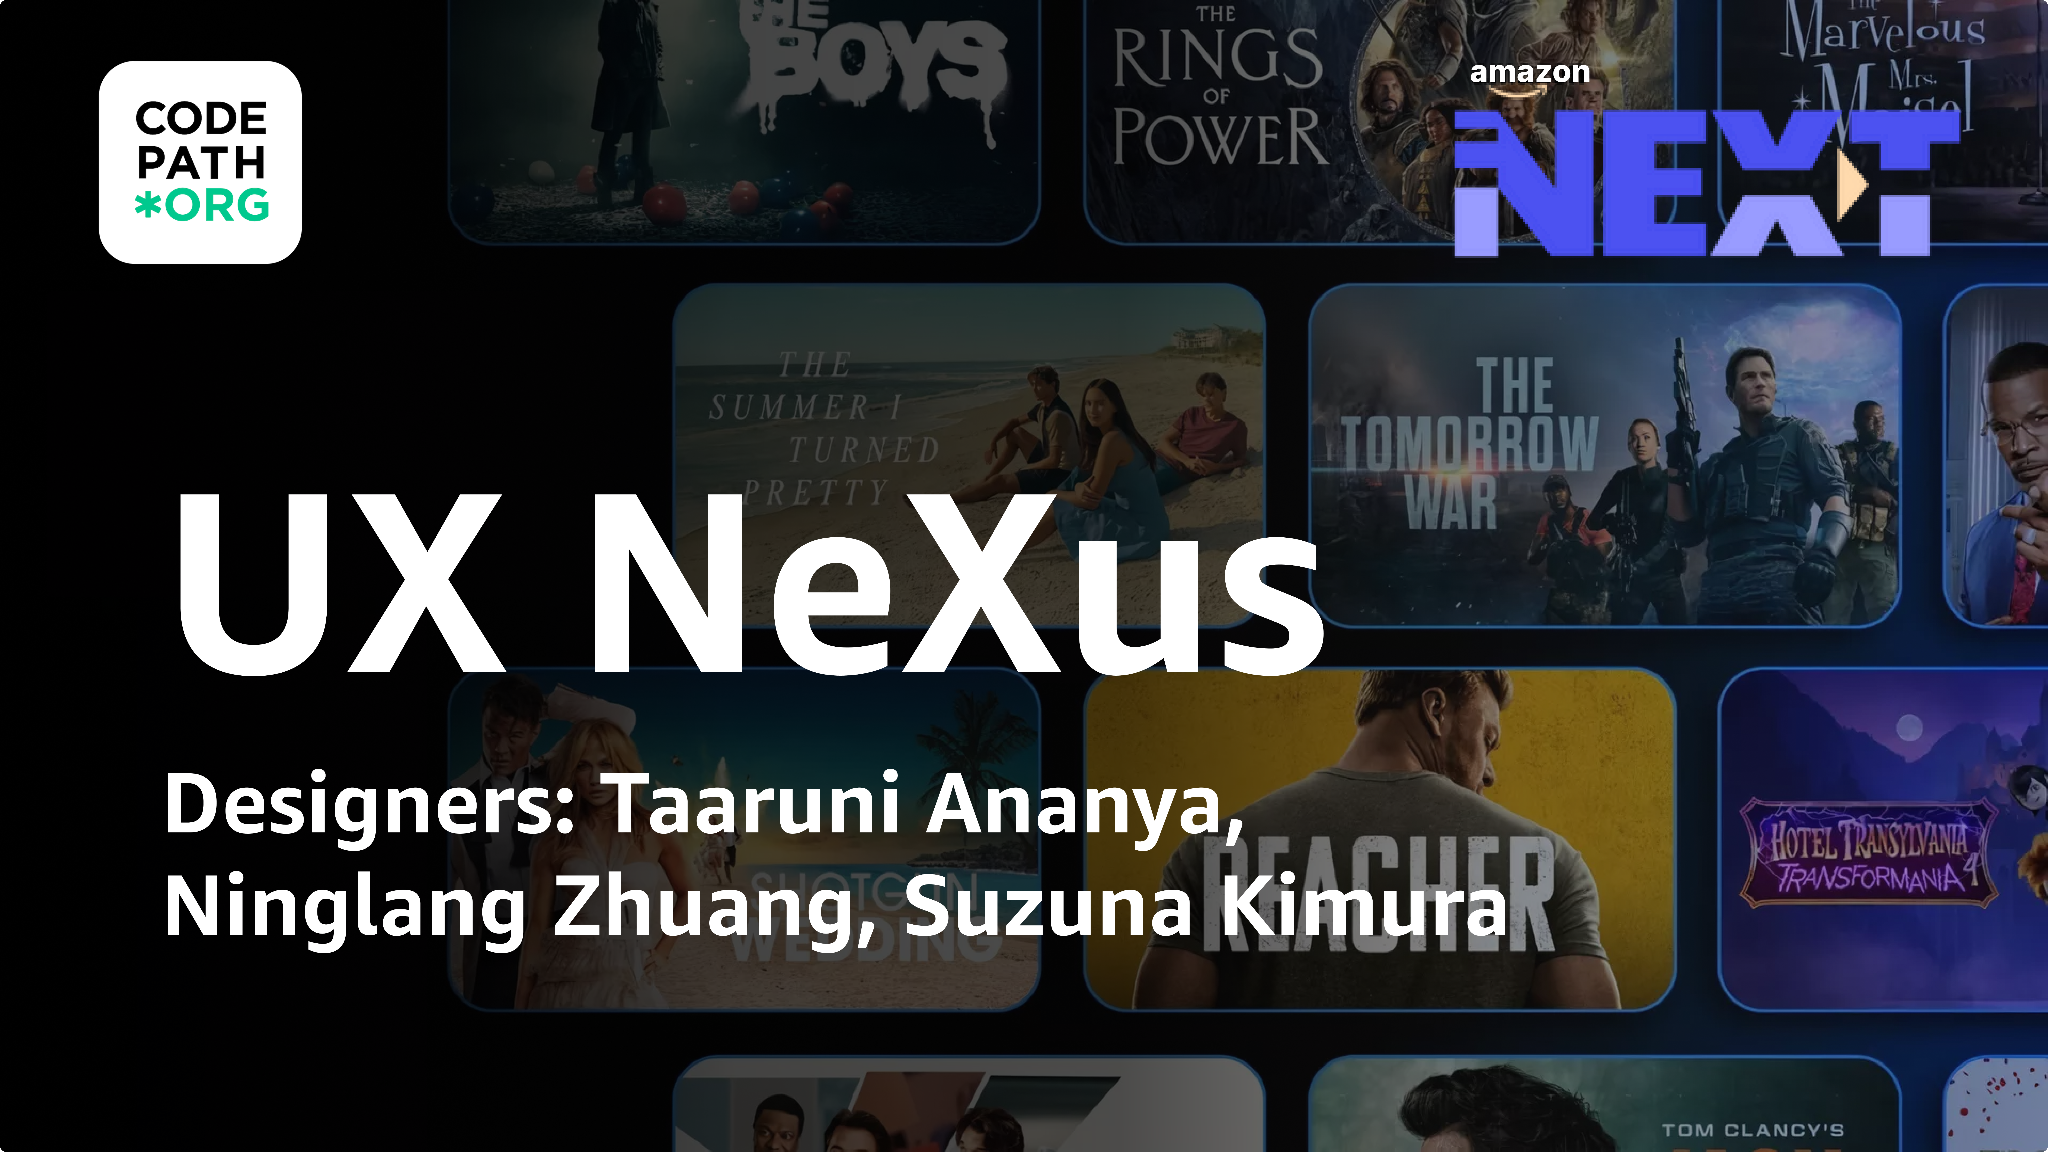 CODE
PATH
*ORG
THE
BOYS
THE
RINGS
OF
POWER
The
Marvelous
Mrs.
Maisel
amazon
NEXT
THE
SUMMER I
TURNED
PRETTY
THE
TOMORROW
WAR
UX NeXus
Designers: Taaruni Ananya,
Ninglang Zhuang, Suzuna Kimura
SHOTGUN
WEDDING
REACHER
HOTEL TRANSYLVANIA
TRANSFORMANIA 4
TOM CLANCY'S